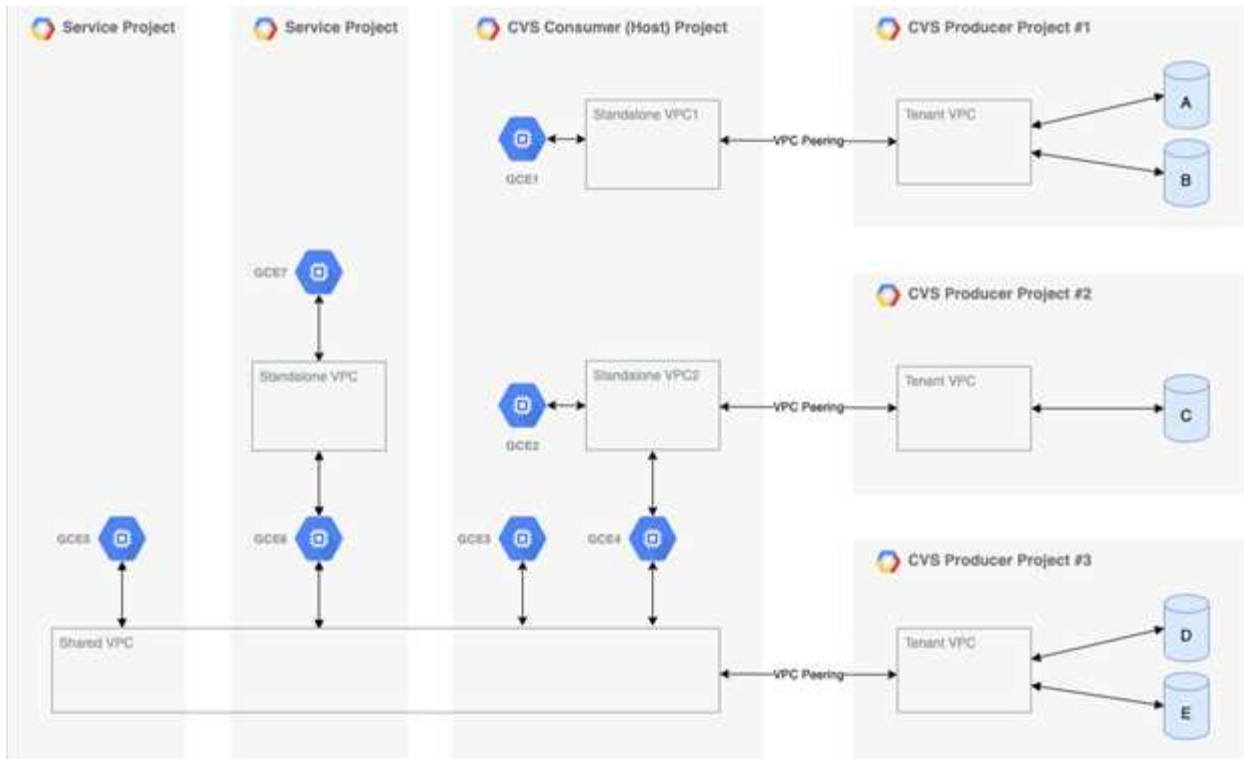 Service Project
Service Project
CVS Consumer (Host) Project
CVS Producer Project #1
Standalone VPC1
GCE1
VPC Peering
Tenant VPC
A
B
GCE7
CVS Producer Project #2
Standalone VPC
Standalone VPC2
GCE2
VPC Peering
Tenant VPC
C
GCE5
GCE6
GCE3
GCE4
CVS Producer Project #3
Shared VPC
VPC Peering
Tenant VPC
D
E